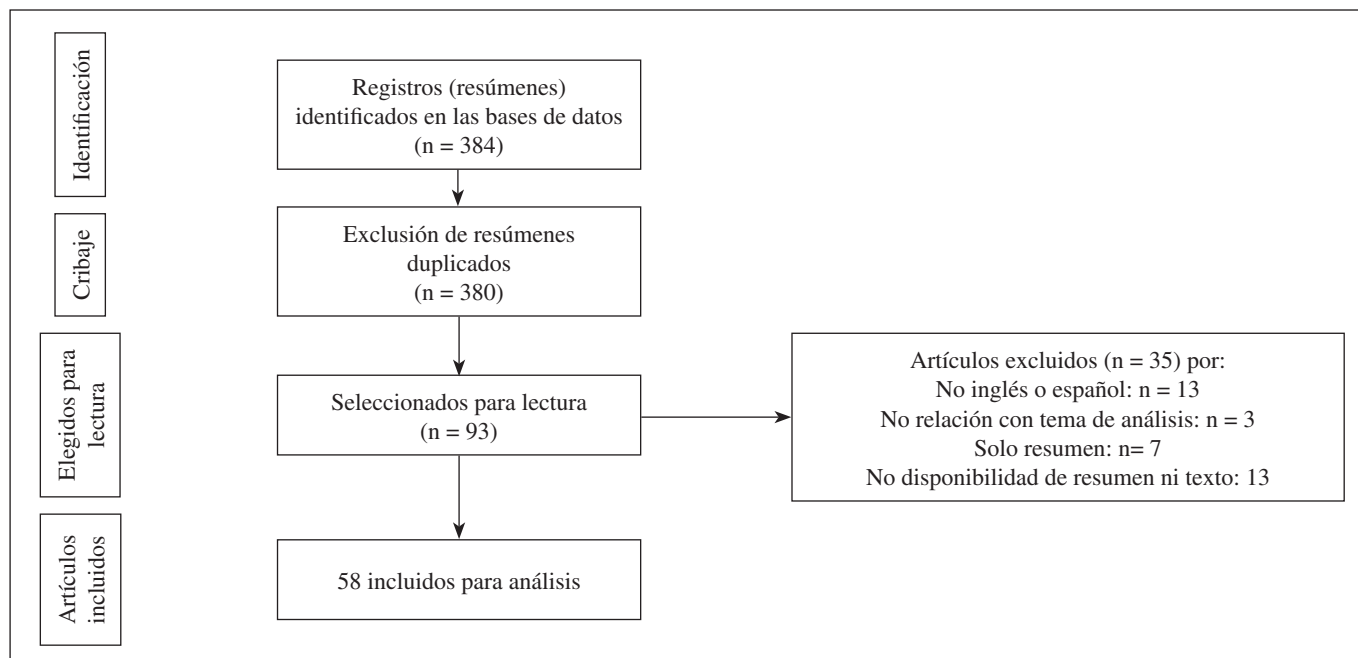 Identificación
Registros (resúmenes)
identificados en las bases de datos
(n = 384)
Cribaje
Exclusión de resúmenes
duplicados
(n = 380)
Elegidos para
lectura
Seleccionados para lectura
(n = 93)
Artículos excluidos (n = 35) por:
No inglés o español: n = 13
No relación con tema de análisis: n = 3
Solo resumen: n= 7
No disponibilidad de resumen ni texto: 13
Artículos
incluidos
58 incluidos para análisis